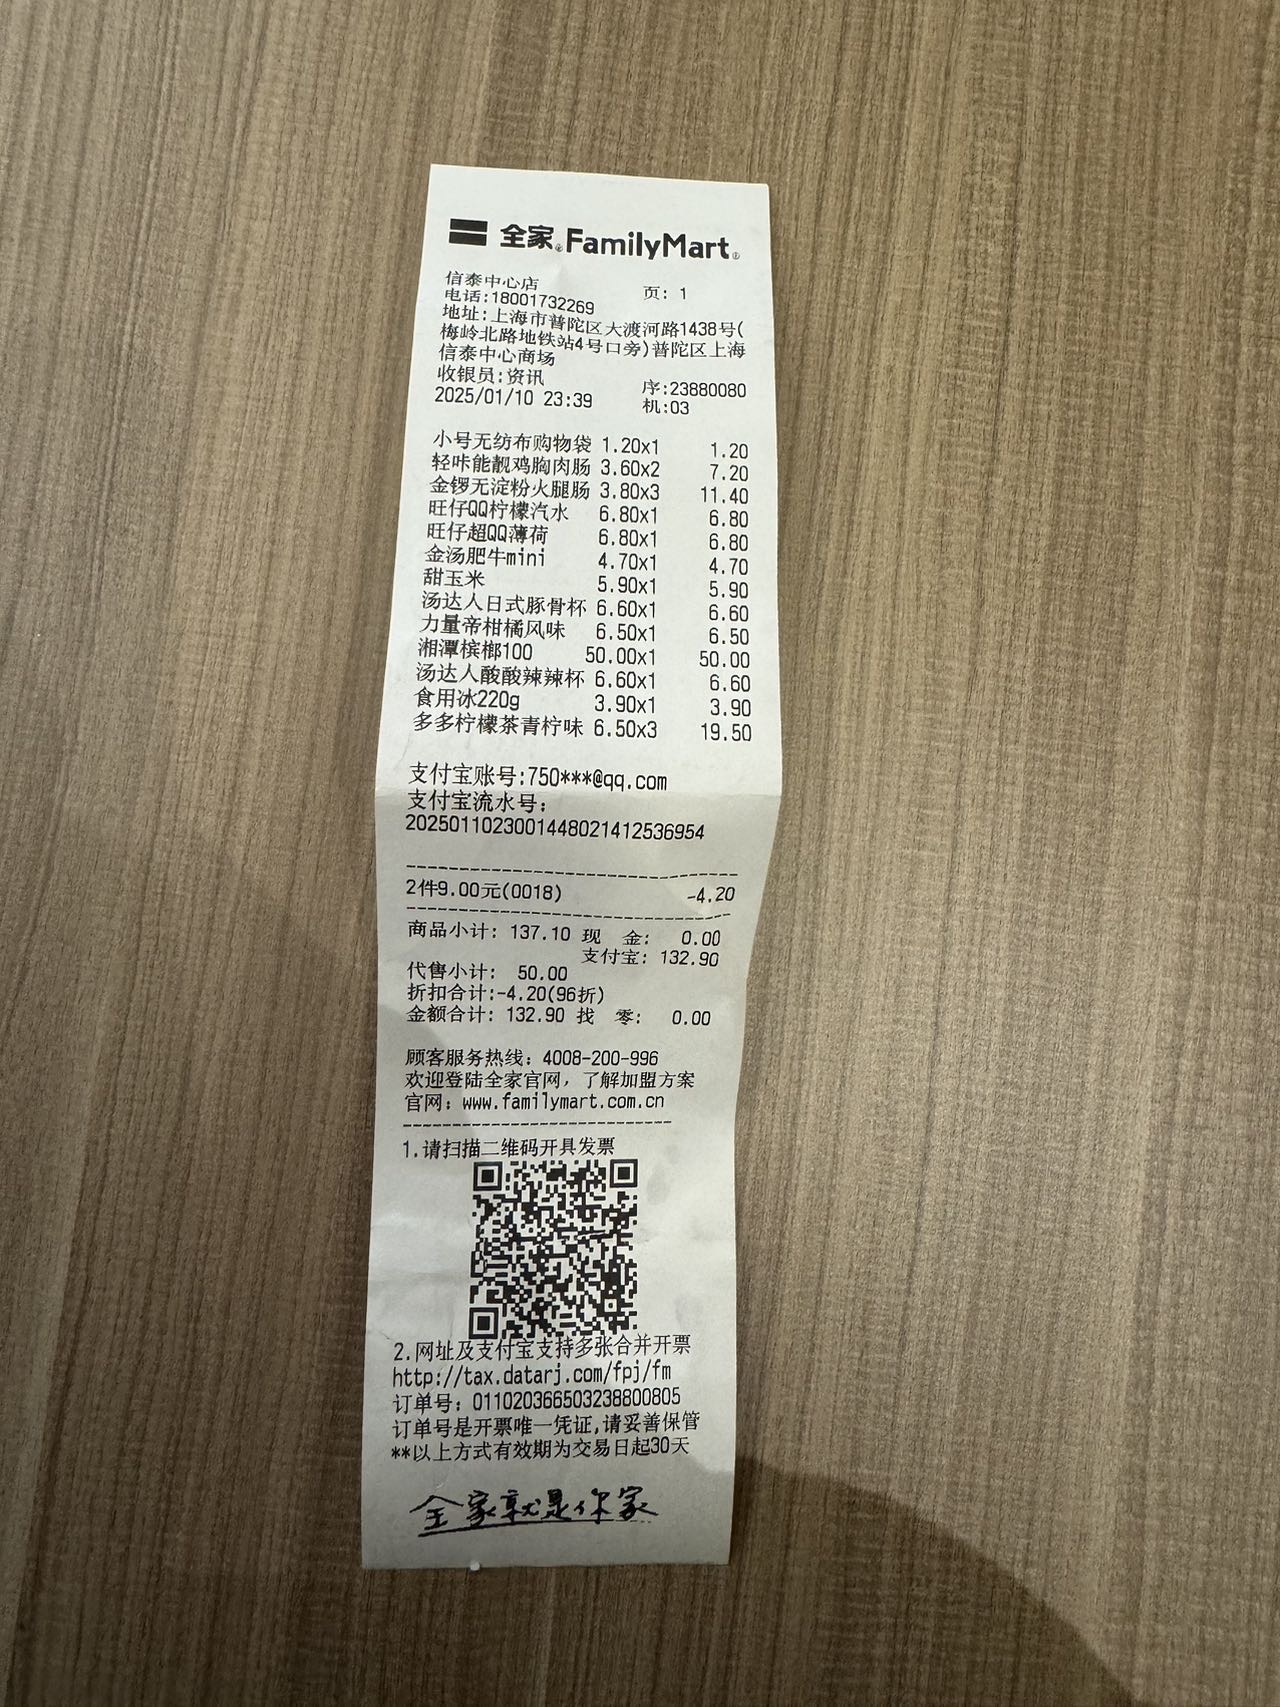 全家 FamilyMart
信泰中心店 页: 1
电话:18001732269
地址:上海市普陀区大渡河路1438号(
梅岭北路地铁站4号口旁)普陀区上海
信泰中心商场
收银员:资讯 序:23880080
2025/01/10 23:39 机:03
小号无纺布购物袋 1.20x1 1.20
轻咔能靓鸡胸肉肠 3.60x2 7.20
金锣无淀粉火腿肠 3.80x3 11.40
旺仔QQ柠檬汽水 6.80x1 6.80
旺仔超QQ薄荷 6.80x1 6.80
金汤肥牛mini 4.70x1 4.70
甜玉米 5.90x1 5.90
汤达人日式豚骨杯 6.60x1 6.60
力量帝柑橘风味 6.50x1 6.50
湘潭槟榔100 50.00x1 50.00
汤达人酸酸辣辣杯 6.60x1 6.60
食用冰220g 3.90x1 3.90
多多柠檬茶青柠味 6.50x3 19.50
支付宝账号:750***@qq.com
支付宝流水号:
2025011023001448021412536954
2件9.00元(0018) -4.20
商品小计: 137.10 现 金: 0.00
支付宝: 132.90
代售小计: 50.00
折扣合计:-4.20(96折)
金额合计: 132.90 找 零: 0.00
顾客服务热线: 4008-200-996
欢迎登陆全家官网, 了解加盟方案
官网: www.familymart.com.cn
1.请扫描二维码开具发票
2.网址及支付宝支持多张合并开票
http://tax.datarj.com/fpj/fm
订单号: 011020366503238800805
订单号是开票唯一凭证,请妥善保管
**以上方式有效期为交易日起30天
全家就是你家